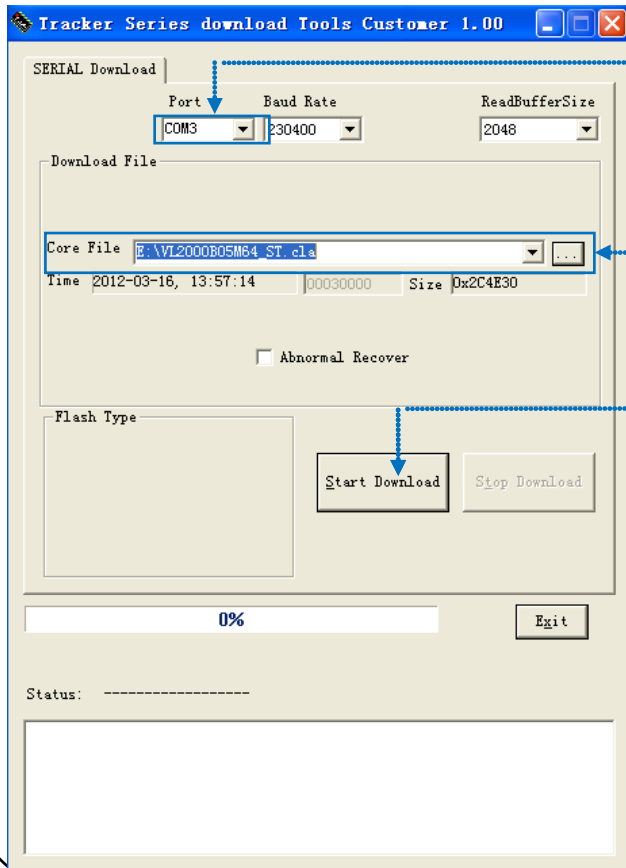 Tracker Series download Tools Customer 1.00
SERIAL Download
Port Baud Rate ReadBufferSize
COM3 230400 2048
Download File
Core File E:\VL2000B05M64_ST.cla ...
Time 2012-03-16, 13:57:14 00030000 Size 0x2C4E30
Abnormal Recover
Flash Type
Start Download Stop Download
0%
Exit
Status: ------------------